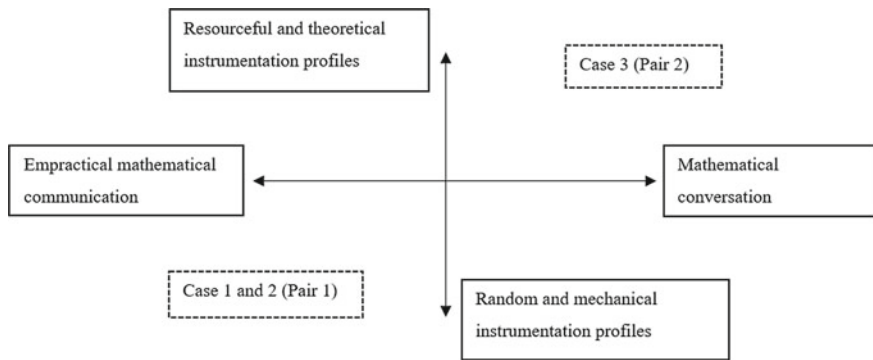 Resourceful and theoretical
instrumentation profiles
Case 3 (Pair 2)
Empractical mathematical
communication
Mathematical
conversation
Case 1 and 2 (Pair 1)
Random and mechanical
instrumentation profiles